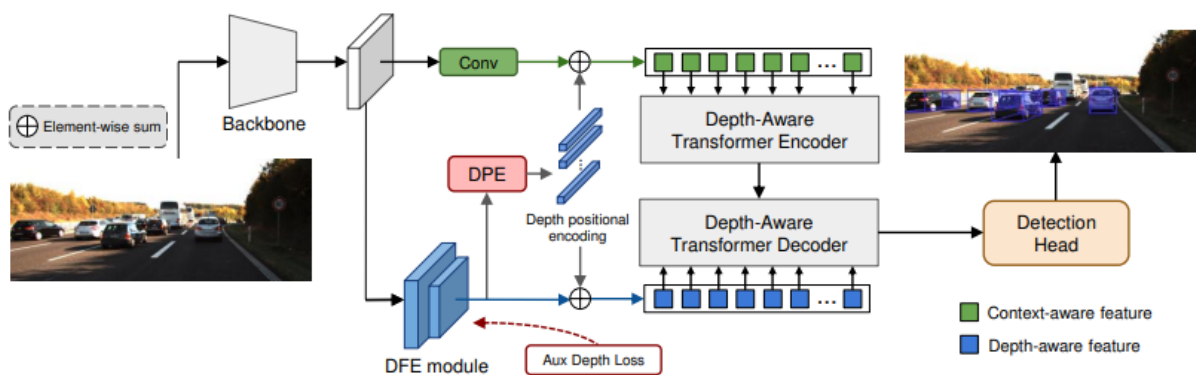 Conv
Element-wise sum
Backbone
Depth-Aware
Transformer Encoder
DPE
Depth positional
encoding
Depth-Aware
Transformer Decoder
Detection
Head
DFE module
Aux Depth Loss
Context-aware feature
Depth-aware feature